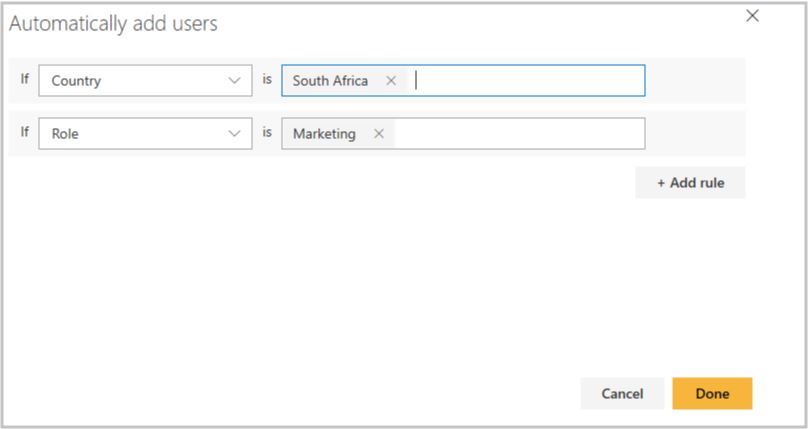 Automatically add users
If Country is South Africa
If Role is Marketing
+ Add rule
Cancel Done